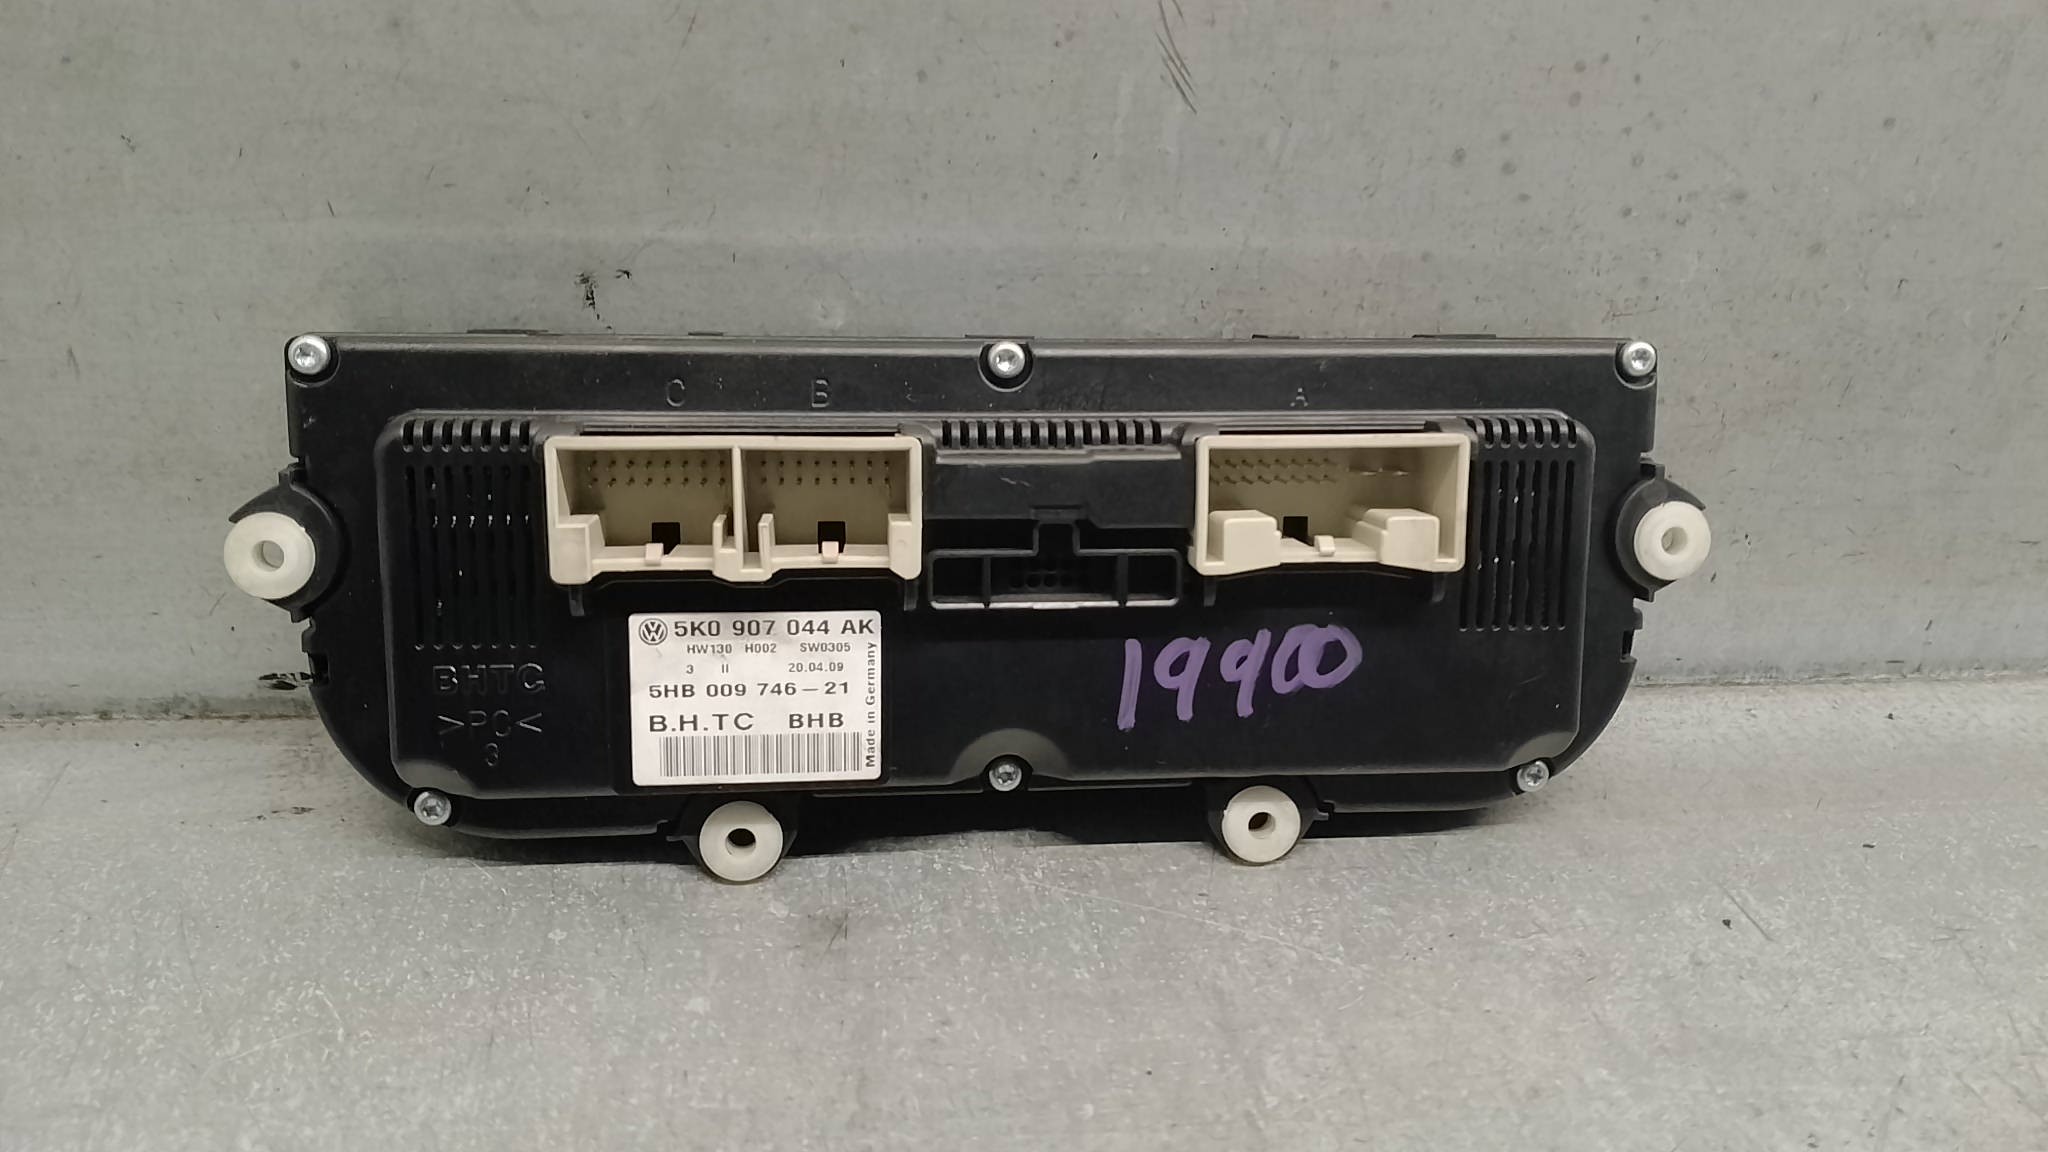 C B A
5K0 907 044 AK
HW130 H002 SW0305
3 II 20.04.09
5HB 009 746-21
B.H.TC BHB
Made in Germany
BHTC
>PC<